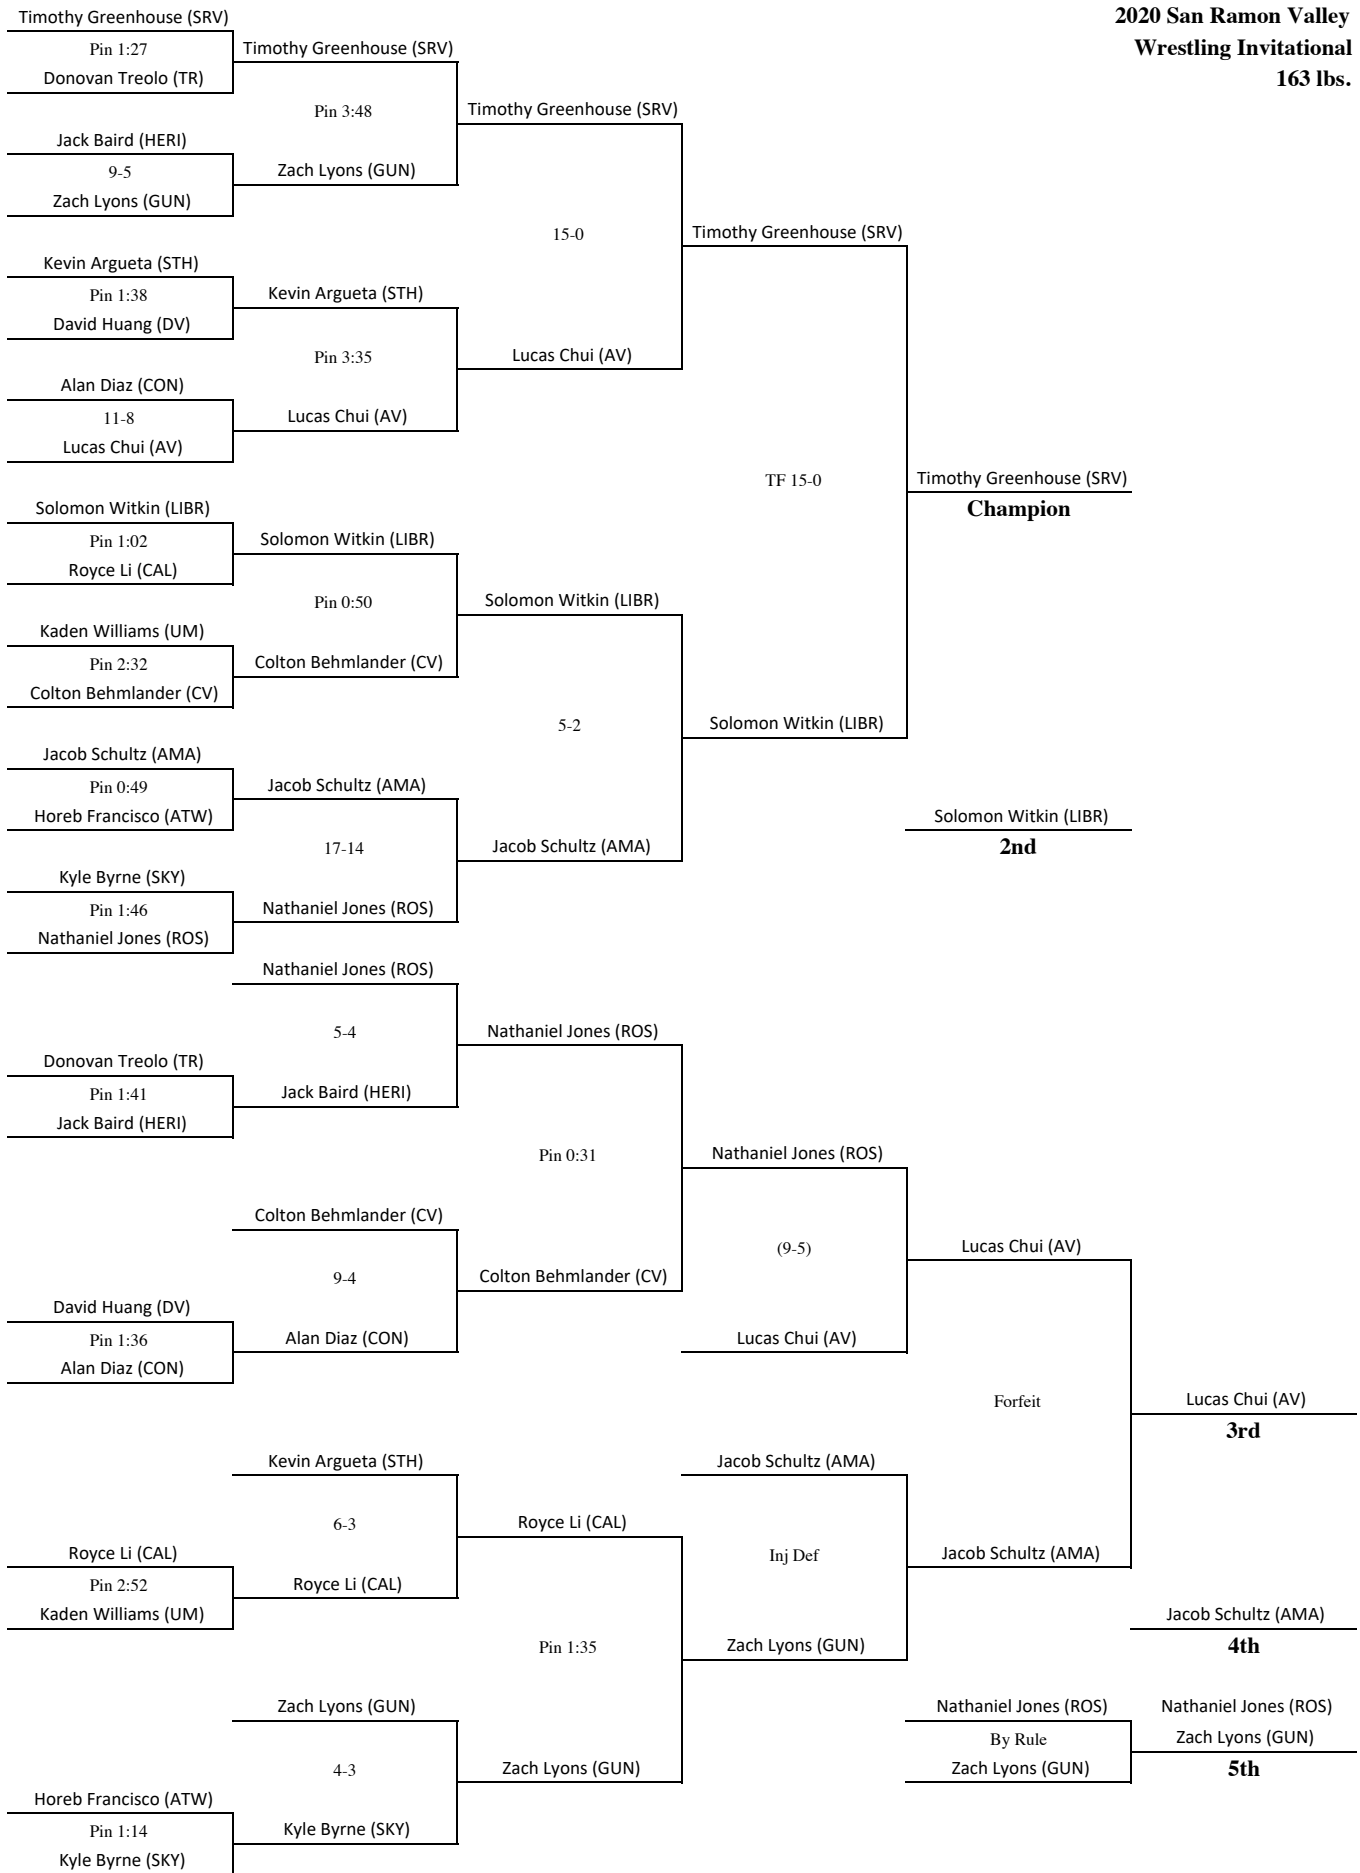 2020 San Ramon Valley
Wrestling Invitational
163 lbs.
Timothy Greenhouse (SRV)
Pin 1:27
Donovan Treolo (TR)
Jack Baird (HERI)
9-5
Zach Lyons (GUN)
Kevin Argueta (STH)
Pin 1:38
David Huang (DV)
Alan Diaz (CON)
11-8
Lucas Chui (AV)
Solomon Witkin (LIBR)
Pin 1:02
Royce Li (CAL)
Kaden Williams (UM)
Pin 2:32
Colton Behmlander (CV)
Jacob Schultz (AMA)
Pin 0:49
Horeb Francisco (ATW)
Kyle Byrne (SKY)
Pin 1:46
Nathaniel Jones (ROS)
Timothy Greenhouse (SRV)
Pin 3:48
Zach Lyons (GUN)
Kevin Argueta (STH)
Pin 3:35
Lucas Chui (AV)
Solomon Witkin (LIBR)
Pin 0:50
Colton Behmlander (CV)
Jacob Schultz (AMA)
17-14
Nathaniel Jones (ROS)
Timothy Greenhouse (SRV)
15-0
Lucas Chui (AV)
Solomon Witkin (LIBR)
5-2
Jacob Schultz (AMA)
Timothy Greenhouse (SRV)
TF 15-0
Solomon Witkin (LIBR)
Timothy Greenhouse (SRV)
Champion
Solomon Witkin (LIBR)
2nd
Donovan Treolo (TR)
Pin 1:41
Jack Baird (HERI)
David Huang (DV)
Pin 1:36
Alan Diaz (CON)
Royce Li (CAL)
Pin 2:52
Kaden Williams (UM)
Horeb Francisco (ATW)
Pin 1:14
Kyle Byrne (SKY)
Nathaniel Jones (ROS)
5-4
Jack Baird (HERI)
Colton Behmlander (CV)
9-4
Alan Diaz (CON)
Kevin Argueta (STH)
6-3
Royce Li (CAL)
Zach Lyons (GUN)
4-3
Kyle Byrne (SKY)
Nathaniel Jones (ROS)
Pin 0:31
Colton Behmlander (CV)
Royce Li (CAL)
Pin 1:35
Zach Lyons (GUN)
Nathaniel Jones (ROS)
(9-5)
Lucas Chui (AV)
Jacob Schultz (AMA)
Inj Def
Zach Lyons (GUN)
Lucas Chui (AV)
Forfeit
Jacob Schultz (AMA)
Lucas Chui (AV)
3rd
Jacob Schultz (AMA)
4th
Nathaniel Jones (ROS)
By Rule
Zach Lyons (GUN)
Nathaniel Jones (ROS)
Zach Lyons (GUN)
5th